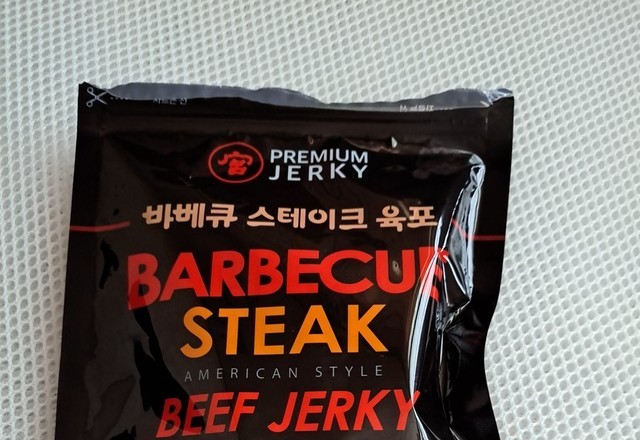 PREMIUM
JERKY
바베큐 스테이크 육포
BARBECUE
STEAK
AMERICAN STYLE
BEEF JERKY